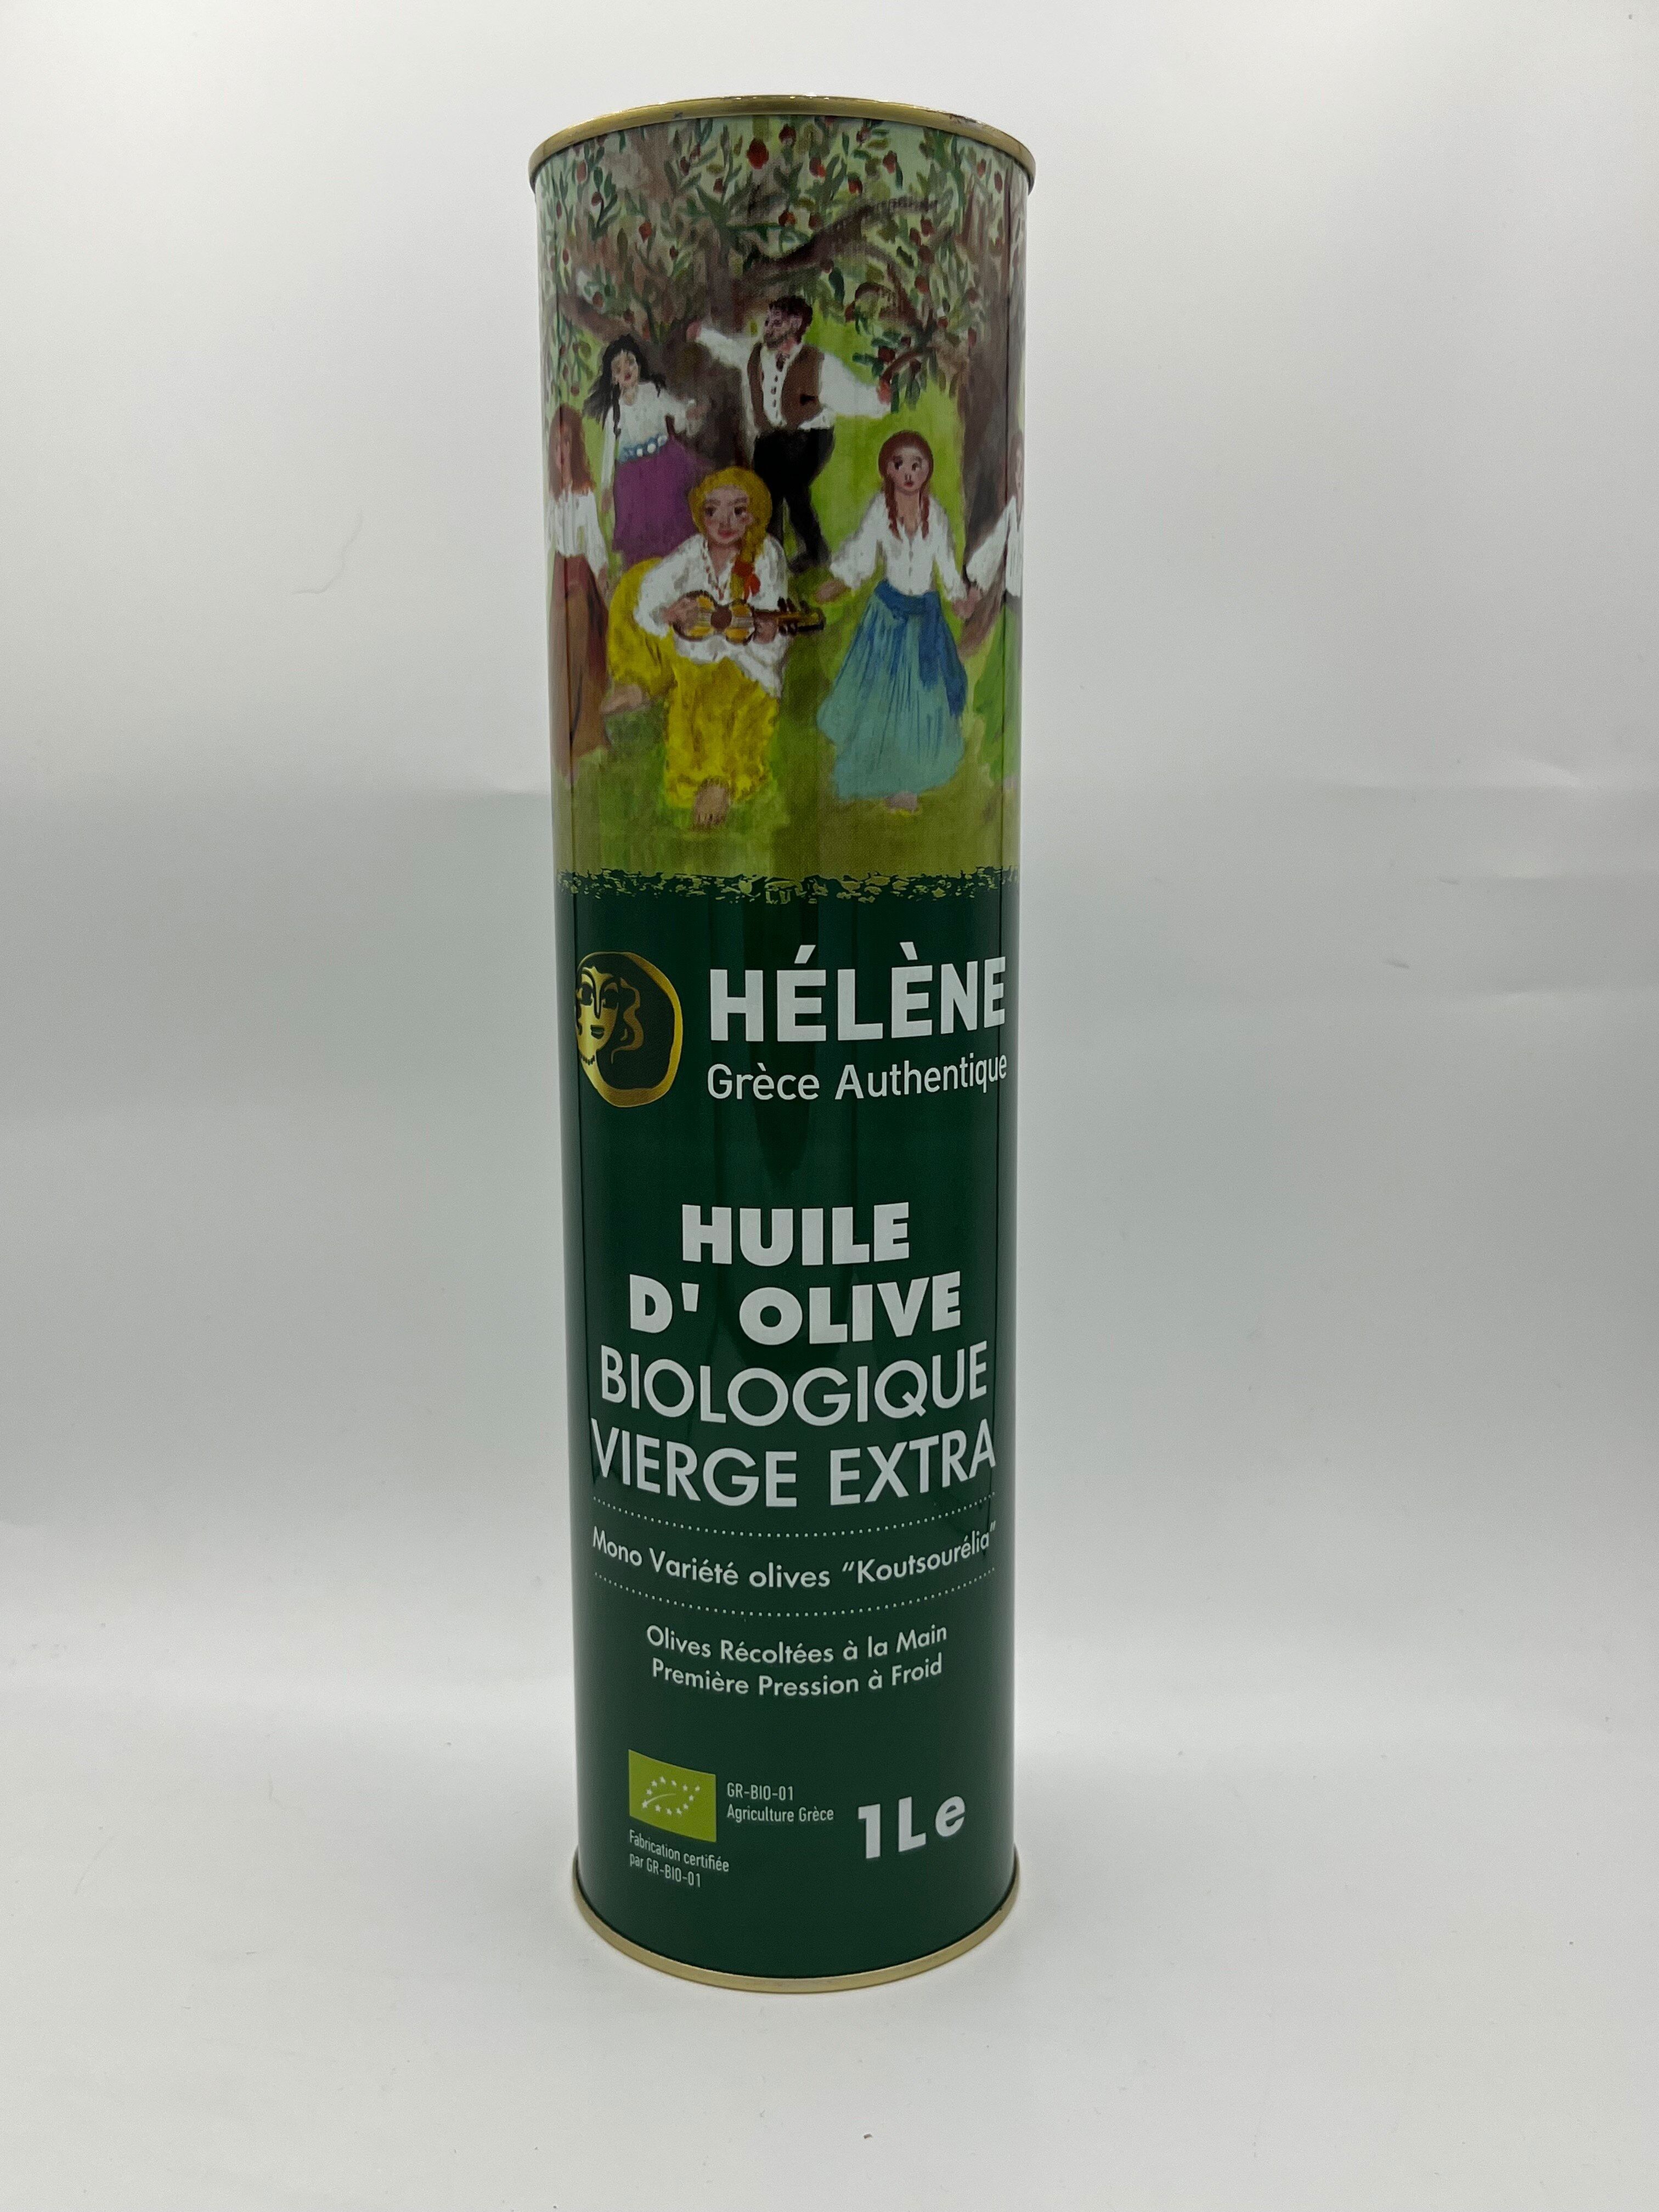 HÉLÈNE
Grèce Authentique
HUILE
D' OLIVE
BIOLOGIQUE
VIERGE EXTRA
Mono Variété olives “Koutsourélia”
Olives Récoltées à la Main
Première Pression à Froid
GR-BIO-01
Agriculture Grèce
Fabrication certifiée
par GR-BIO-01
1 L e